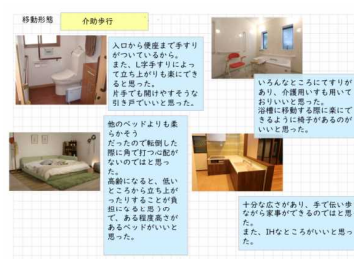 移動形態
介助歩行
入口から便座まで手すり
がついているから。
また、L字手すりによっ
て立ち上がりも楽にでき
ると思った。
片手でも開けやすそうな
引き戸でいいと思った。
いろんなところにてすりが
あり、介護用いすも用いて
おりいいと思った。
浴槽に移動する際に楽にで
きるように椅子があるのが
いいと思った。
他のベッドよりも柔
らかそう
だったので転倒した
際に角で打つ心配が
ないのではと思っ
た。
高齢になると、低い
ところから立ち上が
ったりすることが負
担になると思うの
で、ある程度高さが
あるベッドがいいと
思った。
十分な広さがあり、手で伝い歩
ながら家事ができるのではと思
た。
また、IHなところがいいと思っ
た。